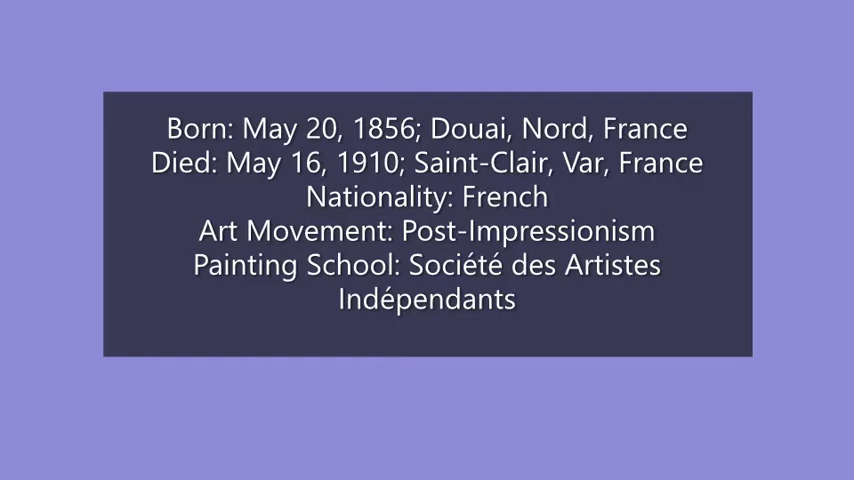 Born: May 20, 1856; Douai, Nord, France
Died: May 16, 1910; Saint-Clair, Var, France
Nationality: French
Art Movement: Post-Impressionism
Painting School: Société des Artistes
Indépendants